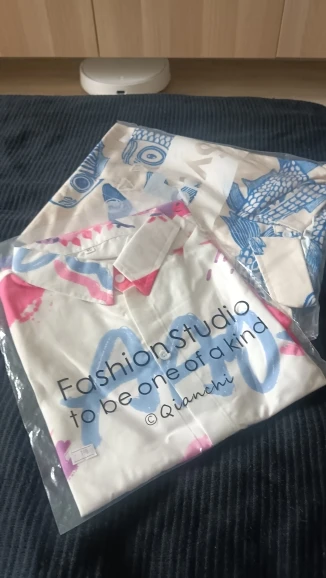 FashionStudio
to be one of a kind
©Qianchi